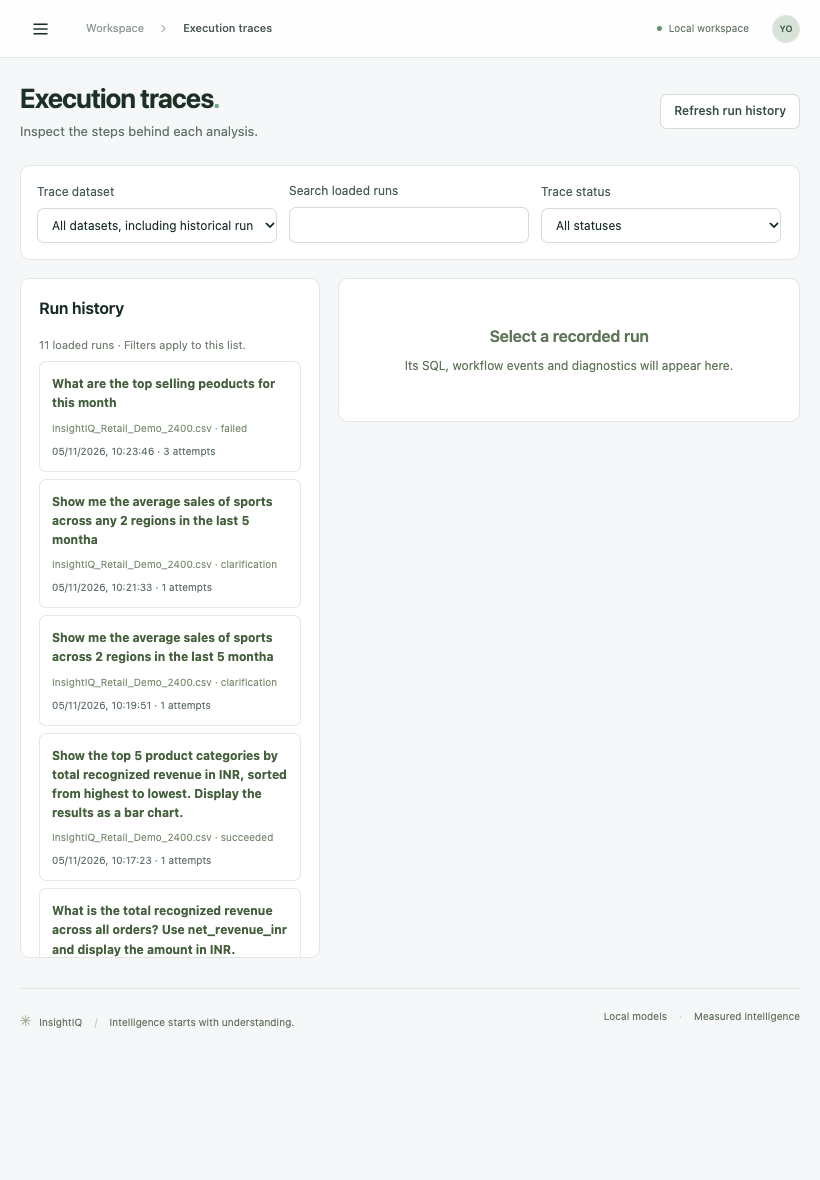 Workspace > Execution traces
Local workspace
YO
Execution traces.
Inspect the steps behind each analysis.
Refresh run history
Trace dataset
All datasets, including historical run
Search loaded runs
Trace status
All statuses
Run history
11 loaded runs · Filters apply to this list.
What are the top selling peoducts for
this month
InsightIQ_Retail_Demo_2400.csv · failed
05/11/2026, 10:23:46 · 3 attempts
Show me the average sales of sports
across any 2 regions in the last 5
montha
InsightIQ_Retail_Demo_2400.csv · clarification
05/11/2026, 10:21:33 · 1 attempts
Show me the average sales of sports
across 2 regions in the last 5 montha
InsightIQ_Retail_Demo_2400.csv · clarification
05/11/2026, 10:19:51 · 1 attempts
Show the top 5 product categories by
total recognized revenue in INR, sorted
from highest to lowest. Display the
results as a bar chart.
InsightIQ_Retail_Demo_2400.csv · succeeded
05/11/2026, 10:17:23 · 1 attempts
What is the total recognized revenue
across all orders? Use net_revenue_inr
and display the amount in INR.
Select a recorded run
Its SQL, workflow events and diagnostics will appear here.
InsightIQ / Intelligence starts with understanding.
Local models · Measured intelligence